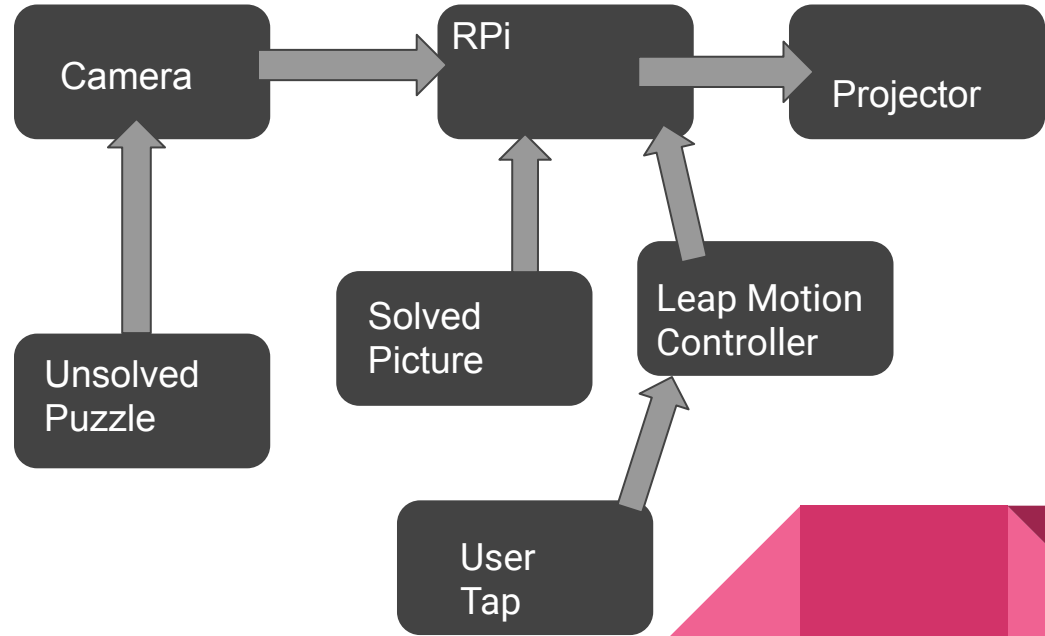 Camera
RPi
Projector
Unsolved
Puzzle
Solved
Picture
Leap Motion
Controller
User
Tap